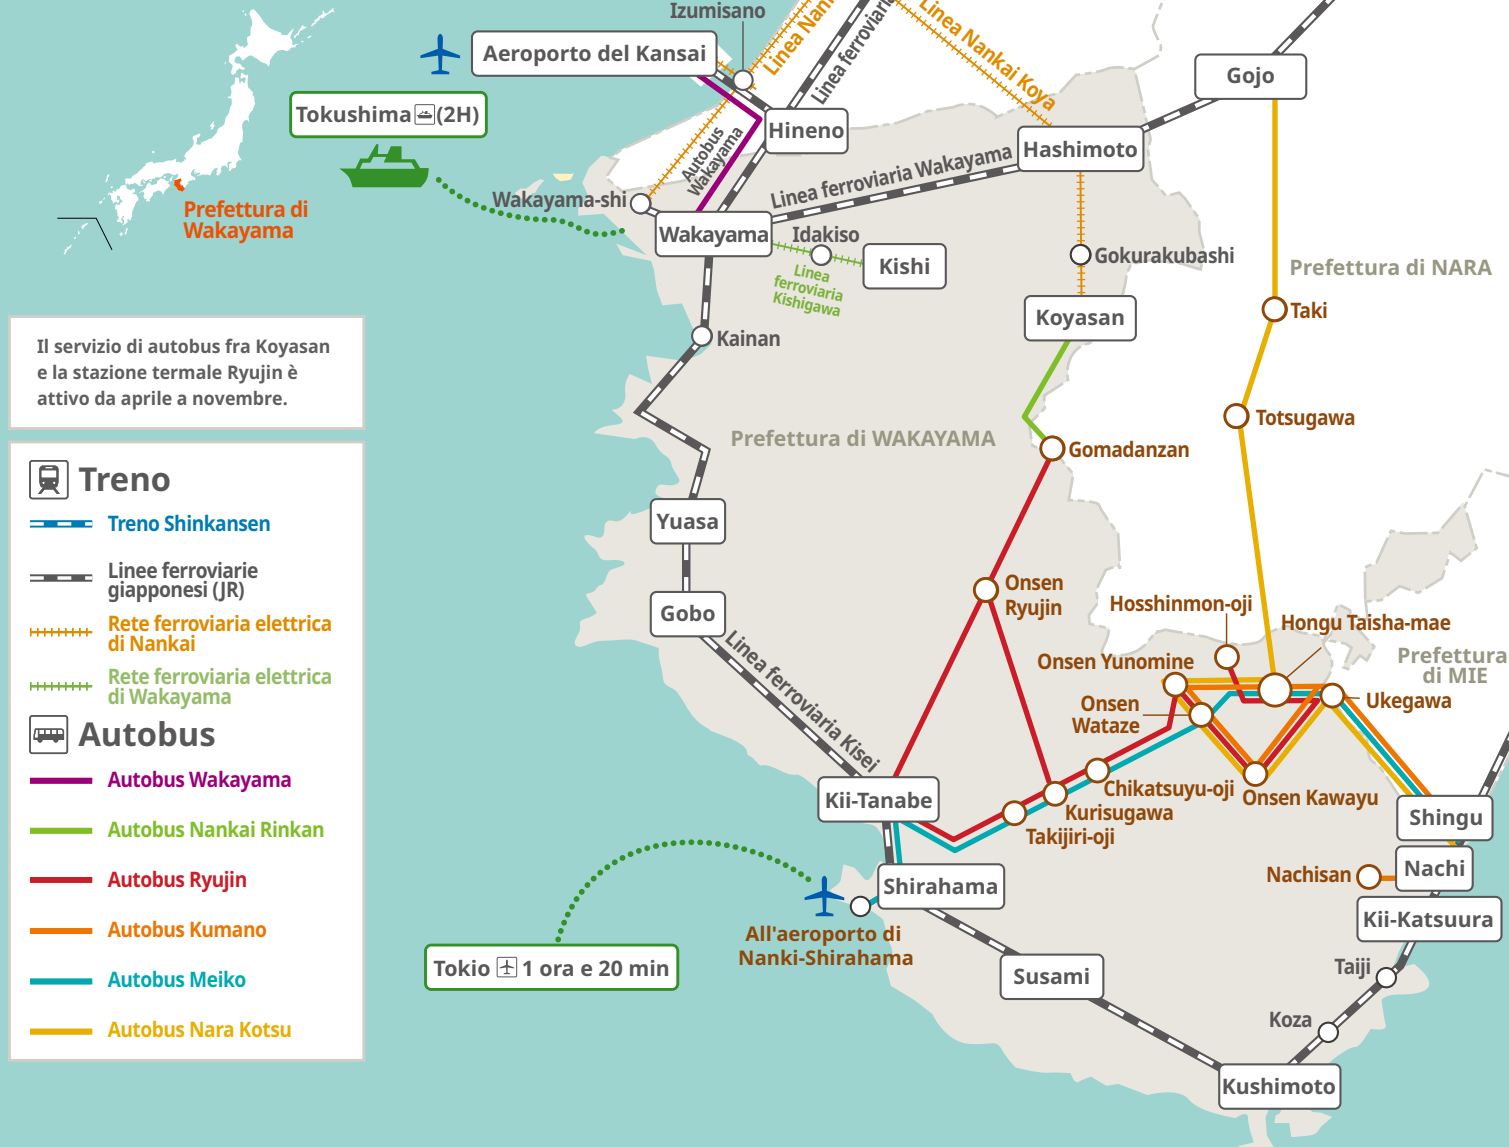 Izumisano
Linea Nan
Linea ferroviaria
Linea Nankai Koya
Aeroporto del Kansai
Gojo
Tokushima (2H)
Hineno
Hashimoto
Autobus
Wakayama
Linea ferroviaria Wakayama
Wakayama-shi
Prefettura di
Wakayama
Wakayama
Idakiso
Kishi
Gokurakubashi
Prefettura di NARA
Linea
ferroviaria
Kishigawa
Koyasan
Taki
Kainan
Il servizio di autobus fra Koyasan
e la stazione termale Ryujin è
attivo da aprile a novembre.
Prefettura di WAKAYAMA
Totsugawa
Gomadanzan
Treno
Treno Shinkansen
Linee ferroviarie
giapponesi (JR)
Rete ferroviaria elettrica
di Nankai
Rete ferroviaria elettrica
di Wakayama
Autobus
Autobus Wakayama
Autobus Nankai Rinkan
Autobus Ryujin
Autobus Kumano
Autobus Meiko
Autobus Nara Kotsu
Yuasa
Gobo
Onsen
Ryujin
Hosshinmon-oji
Hongu Taisha-mae
Linea ferroviaria Kisei
Onsen Yunomine
Prefettura
di MIE
Onsen
Wataze
Ukegawa
Kii-Tanabe
Chikatsuyu-oji
Onsen Kawayu
Kurisugawa
Takijiri-oji
Shingu
Nachisan
Nachi
Shirahama
Kii-Katsuura
All'aeroporto di
Nanki-Shirahama
Tokio 1 ora e 20 min
Susami
Taiji
Koza
Kushimoto